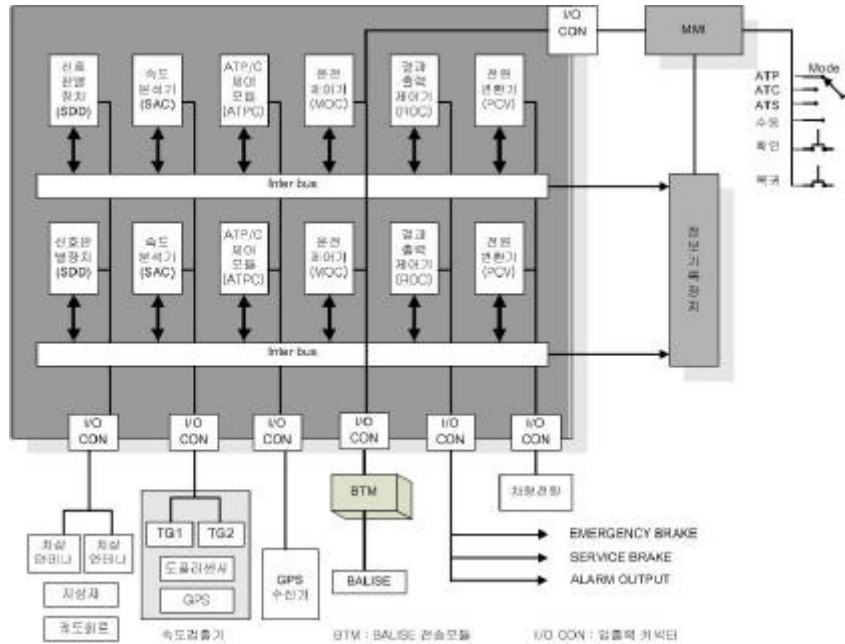 I/O
CON
MMI
Mode
ATP
ATC
ATS
수동
확인
복귀
신호
판별
장치
(SDD)
속도
분석기
(SAC)
ATP/C
제어
모듈
(ATPC)
운전
제어기
(MOC)
결과
출력
제어기
(ROC)
전원
변환기
(PCV)
Inter bus
정보기록장치
신호판
별장치
(SDD)
속도
분석기
(SAC)
ATP/C
제어
모듈
(ATPC)
운전
제어기
(MOC)
결과
출력
제어기
(ROC)
전원
변환기
(PCV)
Inter bus
I/O
CON
I/O
CON
I/O
CON
I/O
CON
I/O
CON
I/O
CON
차상
안테나
차상
안테나
지상자
궤도회로
TG1
TG2
도플러센서
GPS
속도검출기
GPS
수신기
BTM
BALISE
차량전원
EMERGENCY BRAKE
SERVICE BRAKE
ALARM OUTPUT
BTM : BALISE 전송모듈
I/O CON : 입출력 커넥터